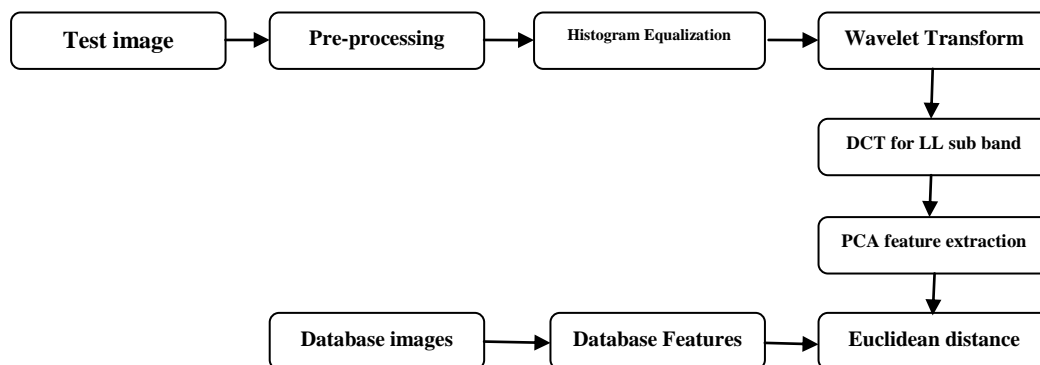 Test image
Pre-processing
Histogram Equalization
Wavelet Transform
DCT for LL sub band
PCA feature extraction
Database images
Database Features
Euclidean distance